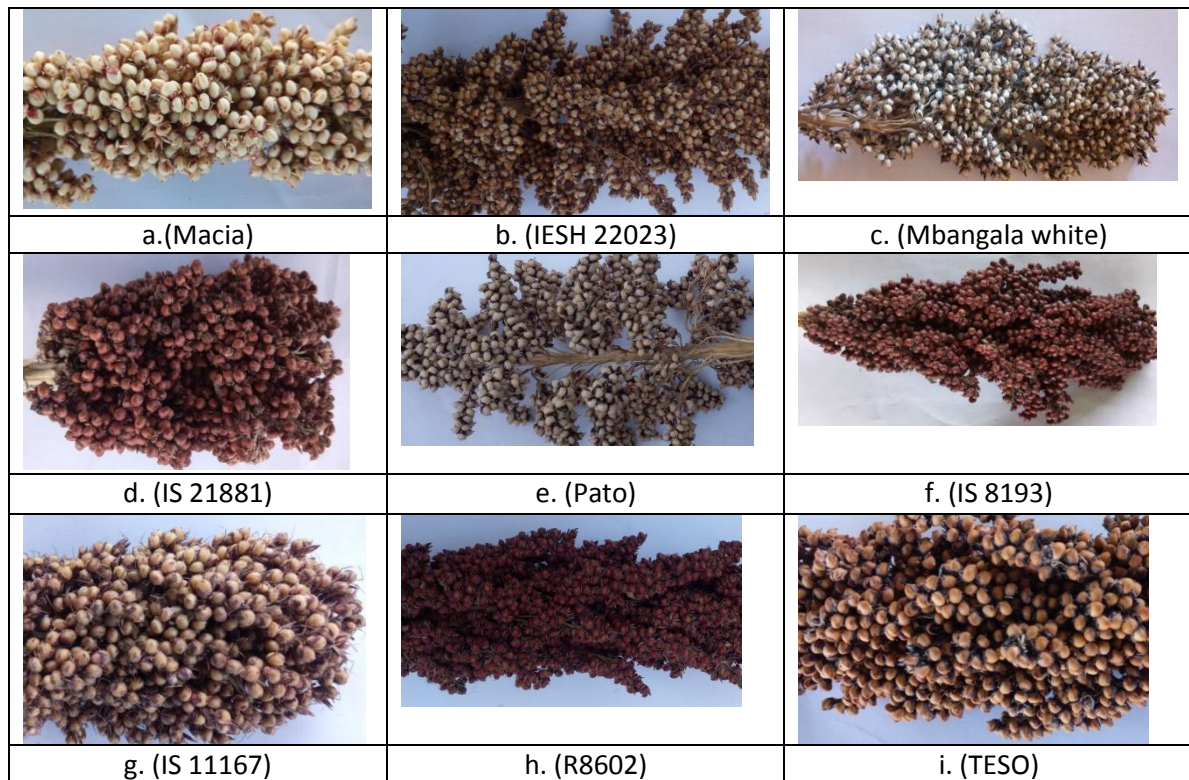 a.(Macia)
b. (IESH 22023)
c. (Mbangala white)
d. (IS 21881)
e. (Pato)
f. (IS 8193)
g. (IS 11167)
h. (R8602)
i. (TESO)